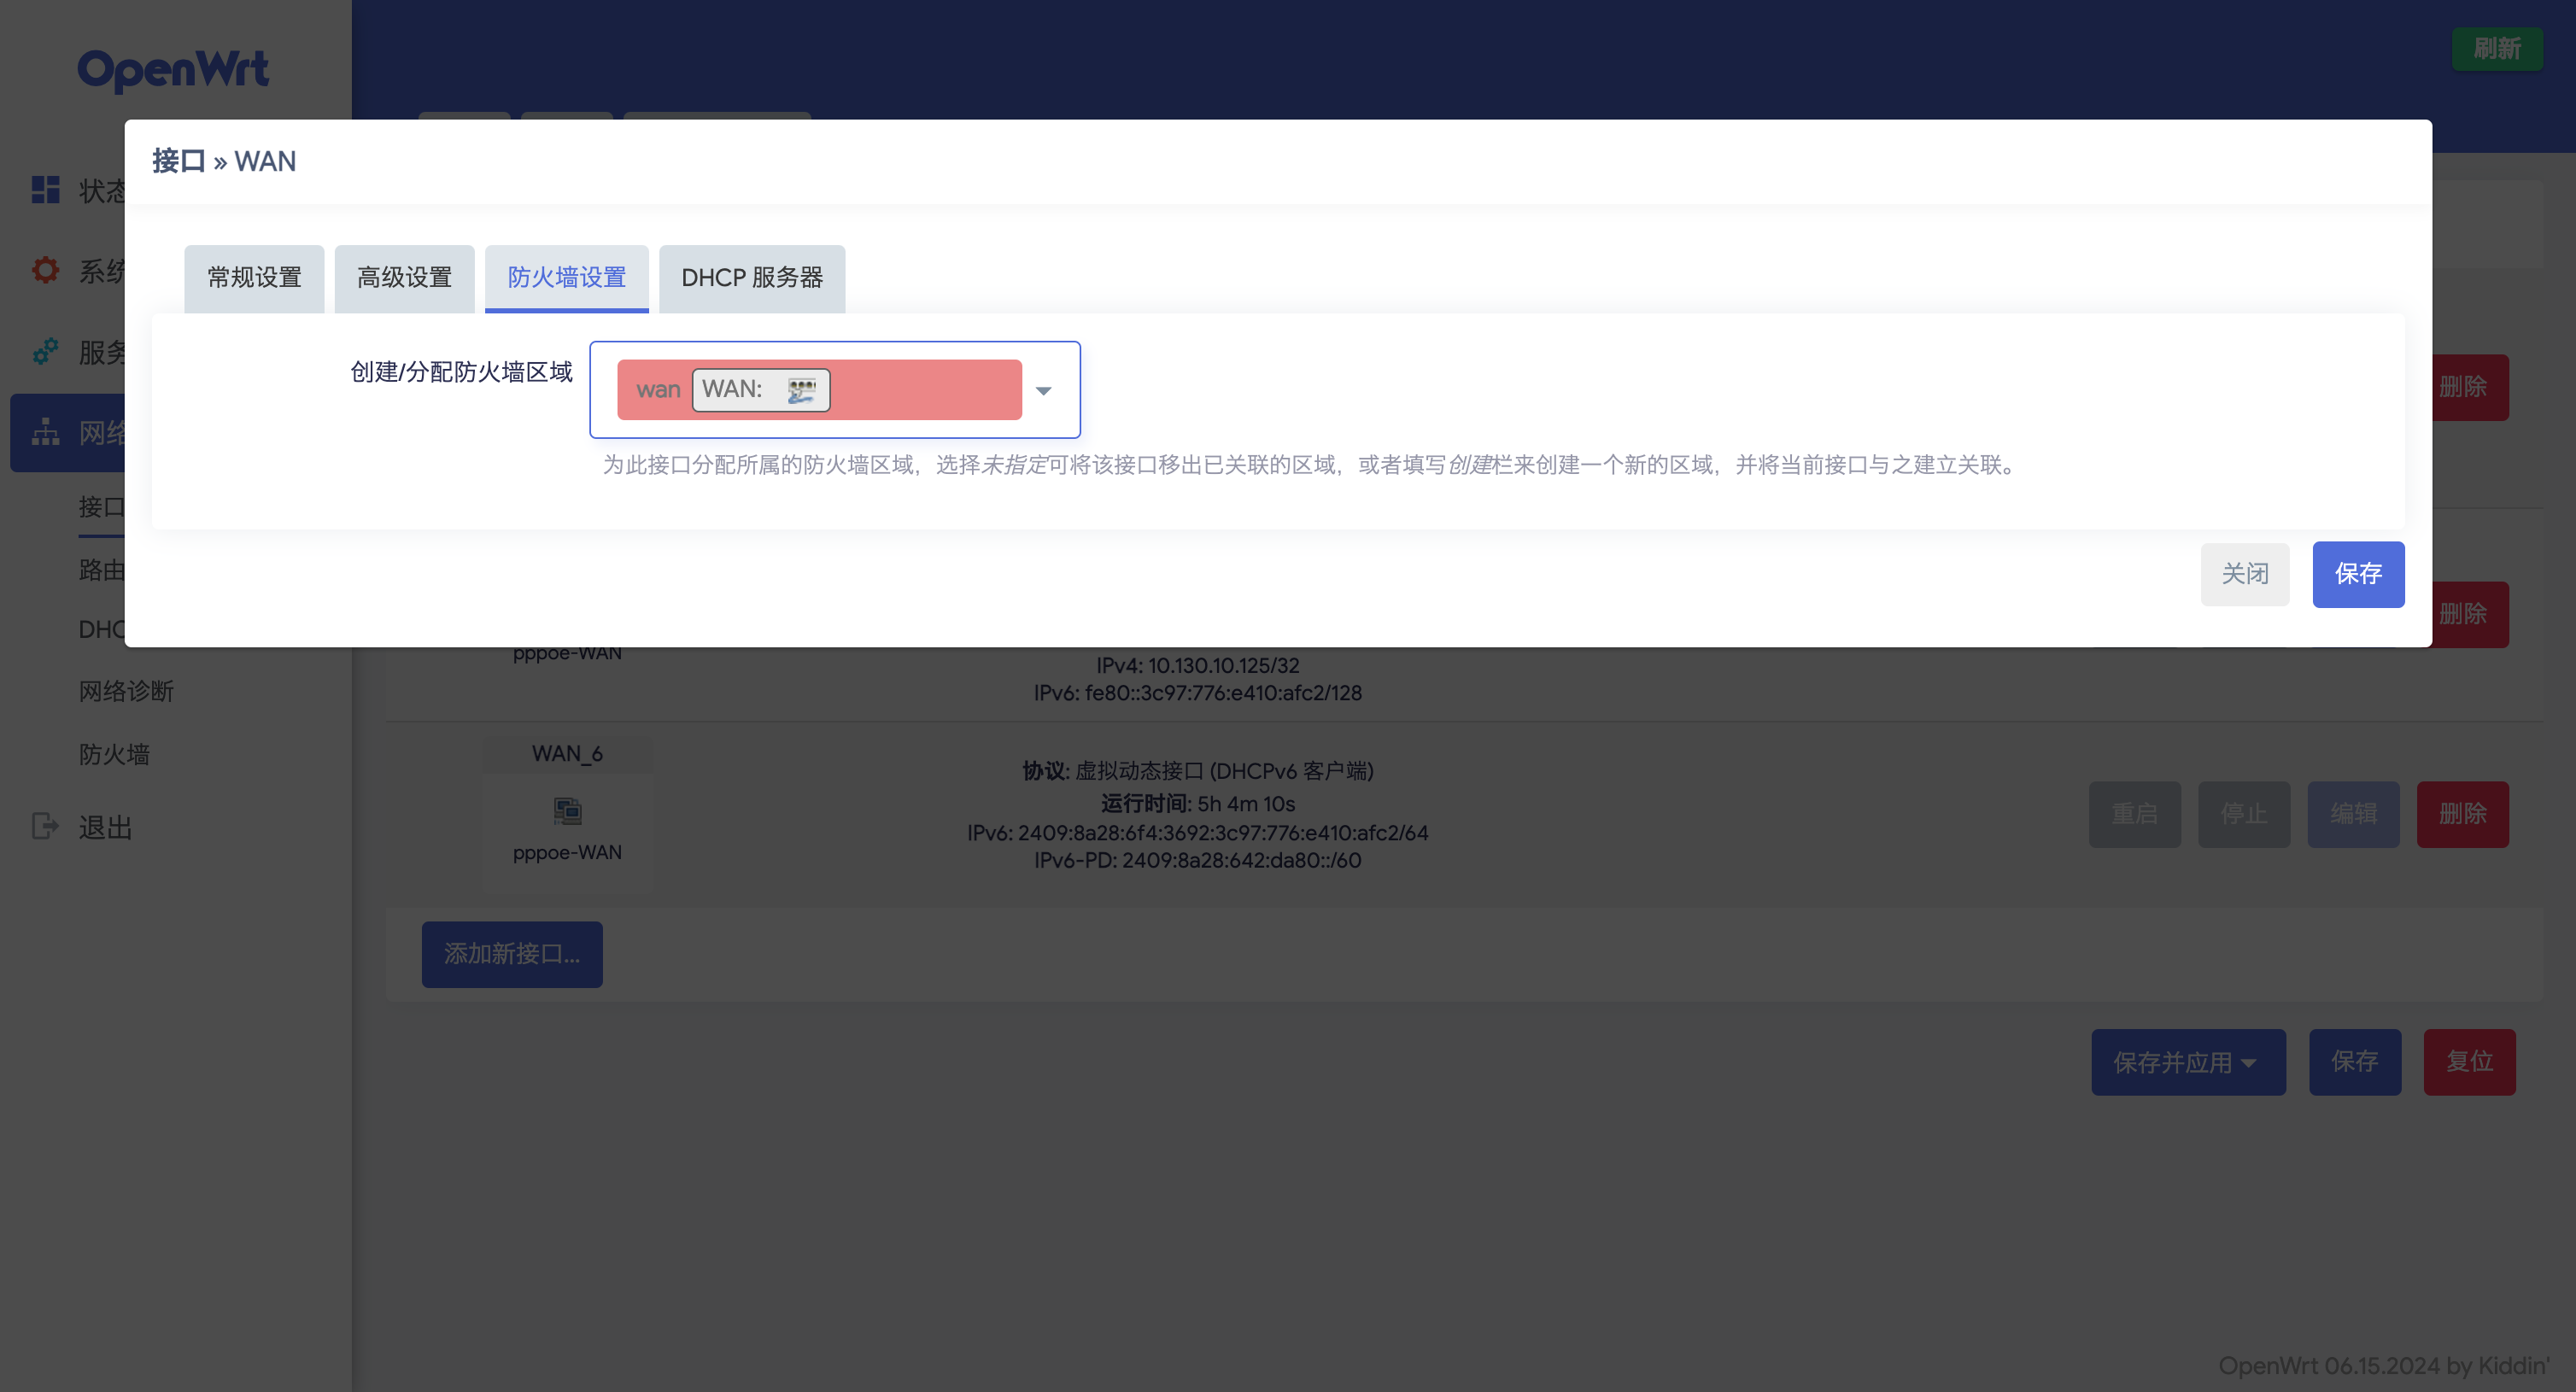 OpenWrt
刷新
接口 » WAN
状态
系统
服务
网络
接口
路由
DHC
网络诊断
防火墙
退出
常规设置
高级设置
防火墙设置
DHCP 服务器
创建/分配防火墙区域
wan WAN:
为此接口分配所属的防火墙区域，选择未指定可将该接口移出已关联的区域，或者填写创建栏来创建一个新的区域，并将当前接口与之建立关联。
关闭
保存
删除
删除
pppoe-WAN
IPv4: 10.130.10.125/32
IPv6: fe80::3c97:776:e410:afc2/128
WAN_6
pppoe-WAN
协议: 虚拟动态接口 (DHCPv6 客户端)
运行时间: 5h 4m 10s
IPv6: 2409:8a28:6f4:3692:3c97:776:e410:afc2/64
IPv6-PD: 2409:8a28:642:da80::/60
重启
停止
编辑
删除
添加新接口...
保存并应用
保存
复位
OpenWrt 06.15.2024 by Kiddin'